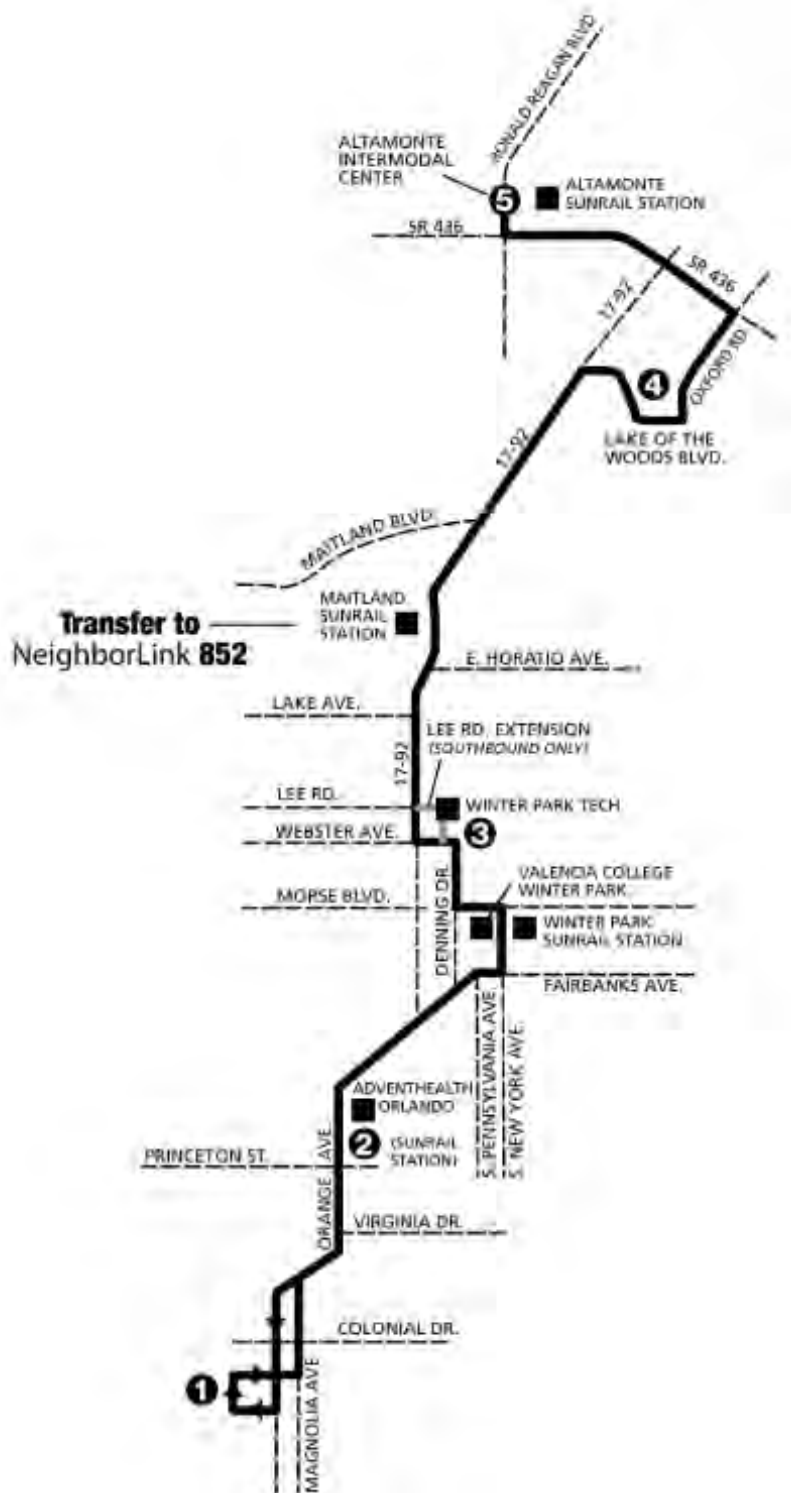 RONALD REAGAN BLVD
ALTAMONTE
INTERMODAL
CENTER
5
ALTAMONTE
SUNRAIL STATION
SR 436
SR 436
17-92
OXFORD RD
4
LAKE OF THE
WOODS BLVD.
17-92
MAITLAND BLVD.
MAITLAND
SUNRAIL
STATION
Transfer to
NeighborLink 852
E. HORATIO AVE.
LAKE AVE.
LEE RD. EXTENSION
(SOUTHBOUND ONLY)
17-92
LEE RD.
WINTER PARK TECH
WEBSTER AVE.
3
VALENCIA COLLEGE
WINTER PARK
MORSE BLVD.
DENNING DR.
WINTER PARK
SUNRAIL STATION
FAIRBANKS AVE.
S. PENNSYLVANIA AVE.
S. NEW YORK AVE.
ADVENTHEALTH
ORLANDO
2
(SUNRAIL
STATION)
PRINCETON ST.
ORANGE AVE.
VIRGINIA DR.
COLONIAL DR.
1
MAGNOLIA AVE